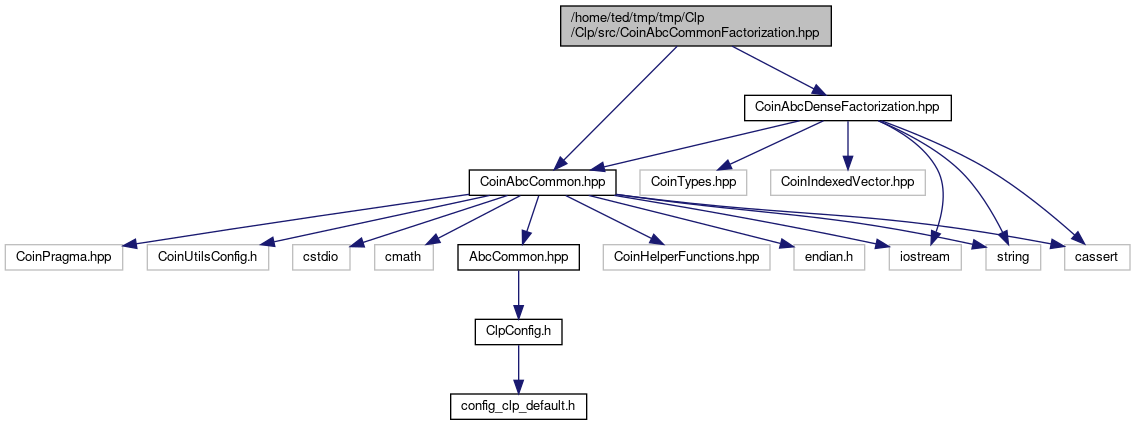 /home/ted/tmp/tmp/Clp
/Clp/src/CoinAbcCommonFactorization.hpp
CoinAbcDenseFactorization.hpp
CoinAbcCommon.hpp
CoinTypes.hpp
CoinIndexedVector.hpp
CoinPragma.hpp
CoinUtilsConfig.h
cstdio
cmath
AbcCommon.hpp
CoinHelperFunctions.hpp
endian.h
iostream
string
cassert
ClpConfig.h
config_clp_default.h